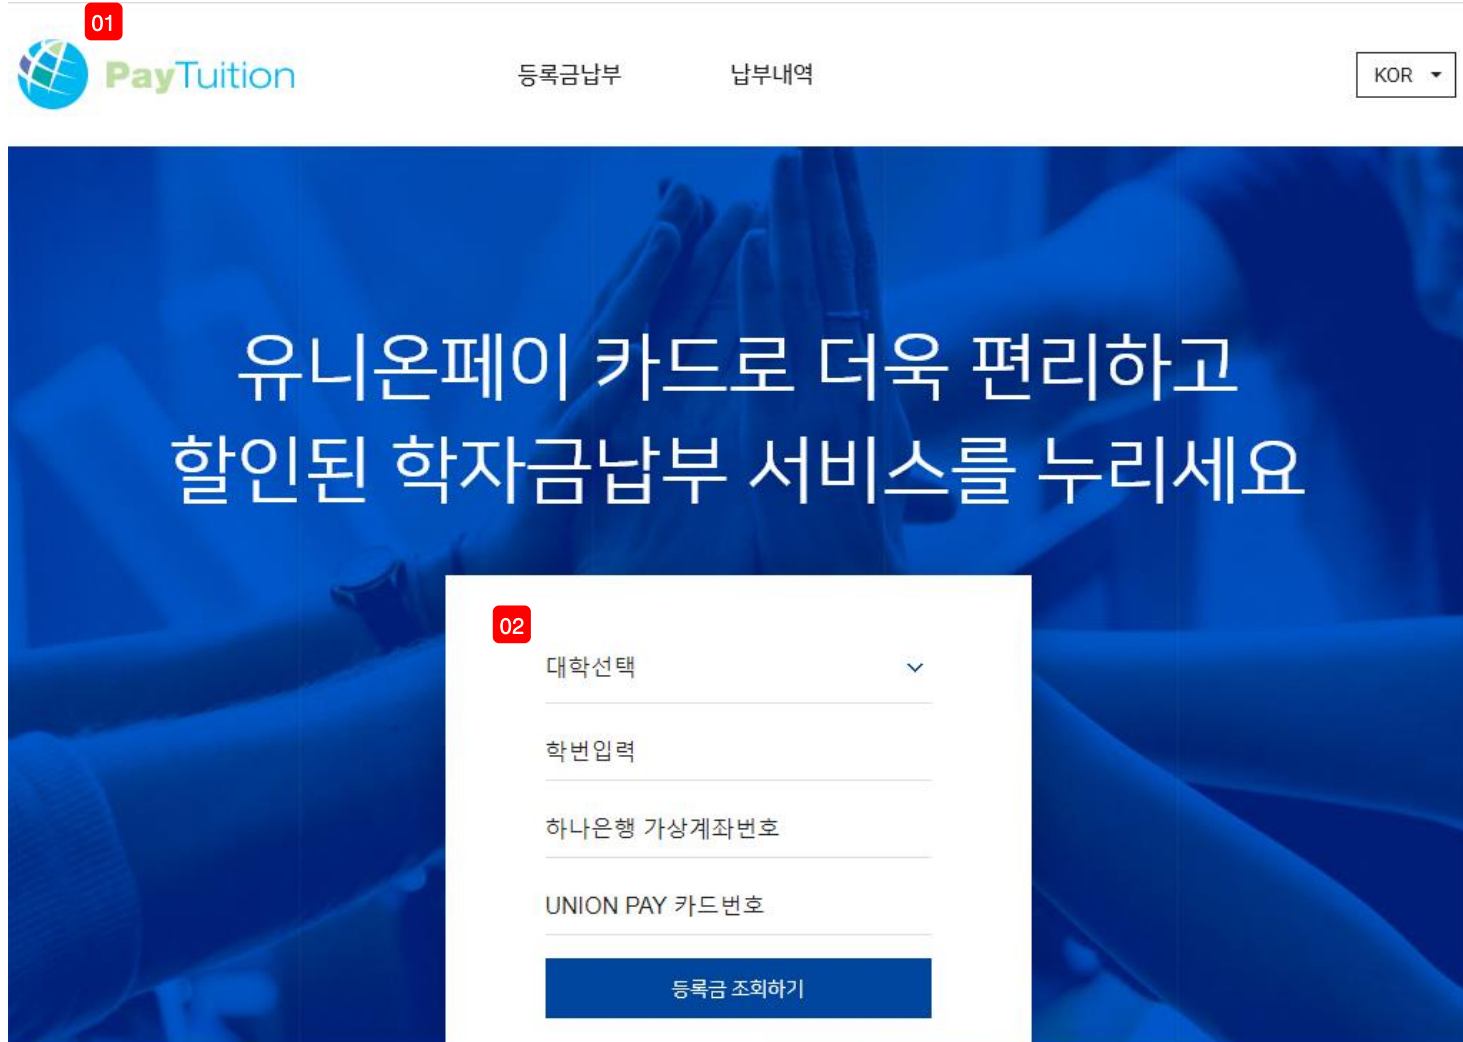 01
PayTuition
등록금납부
납부내역
KOR
유니온페이 카드로 더욱 편리하고
할인된 학자금납부 서비스를 누리세요
02
대학선택
학번입력
하나은행 가상계좌번호
UNION PAY 카드번호
등록금 조회하기